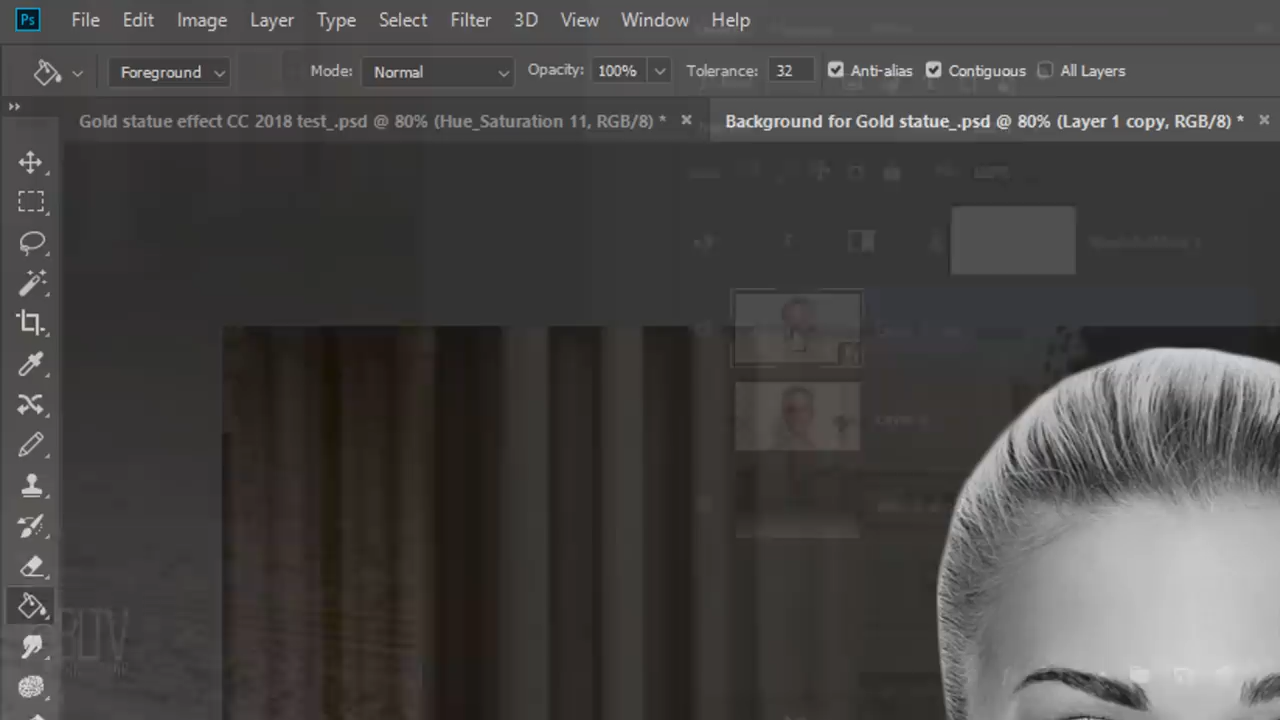 Ps File Edit Image Layer Type Select Filter 3D View Window Help
Foreground Mode: Normal Opacity: 100% Tolerance: 32 Anti-alias Contiguous All Layers
Gold statue effect CC 2018 test_.psd @ 80% (Hue_Saturation 11, RGB/8) * × Background for Gold statue_.psd @ 80% (Layer 1 copy, RGB/8) * ×